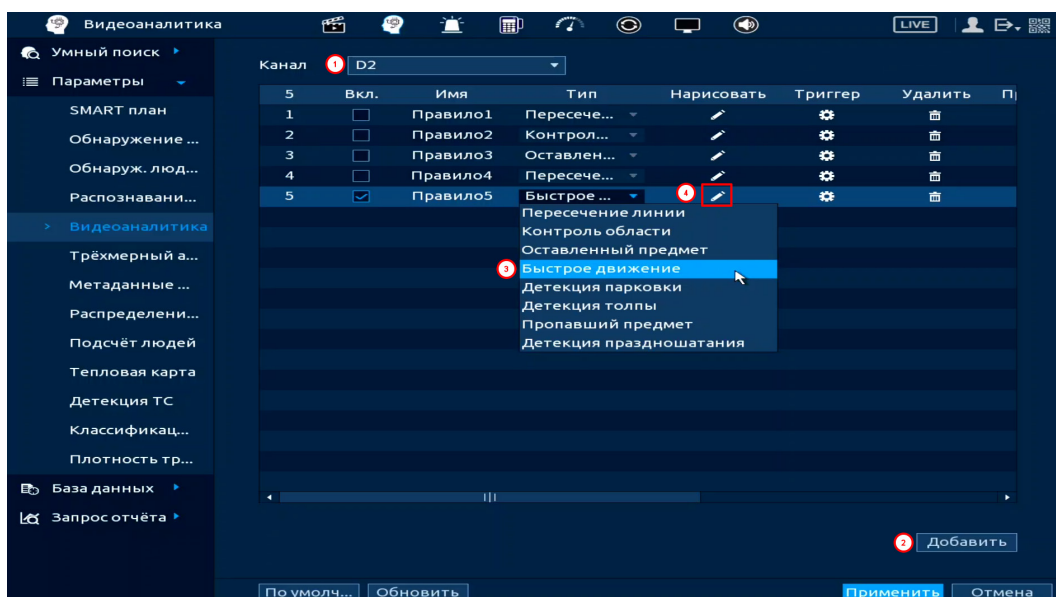 Видеоаналитика
LIVE
Умный поиск
Параметры
SMART план
Обнаружение ...
Обнаруж. люд...
Распознавани...
Видеоаналитика
Трёхмерный а...
Метаданные ...
Распределени...
Подсчёт людей
Тепловая карта
Детекция ТС
Классификац...
Плотность тр...
База данных
Запрос отчёта
Канал 1 D2
5 Вкл. Имя Тип Нарисовать Триггер Удалить П
1 Правило1 Пересече...
2 Правило2 Контрол...
3 Правило3 Оставлен...
4 Правило4 Пересече...
5 Правило5 Быстрое ... 4
Пересечение линии
Контроль области
Оставленный предмет
3 Быстрое движение
Детекция парковки
Детекция толпы
Пропавший предмет
Детекция праздношатания
2 Добавить
По умолч... Обновить Применить Отмена